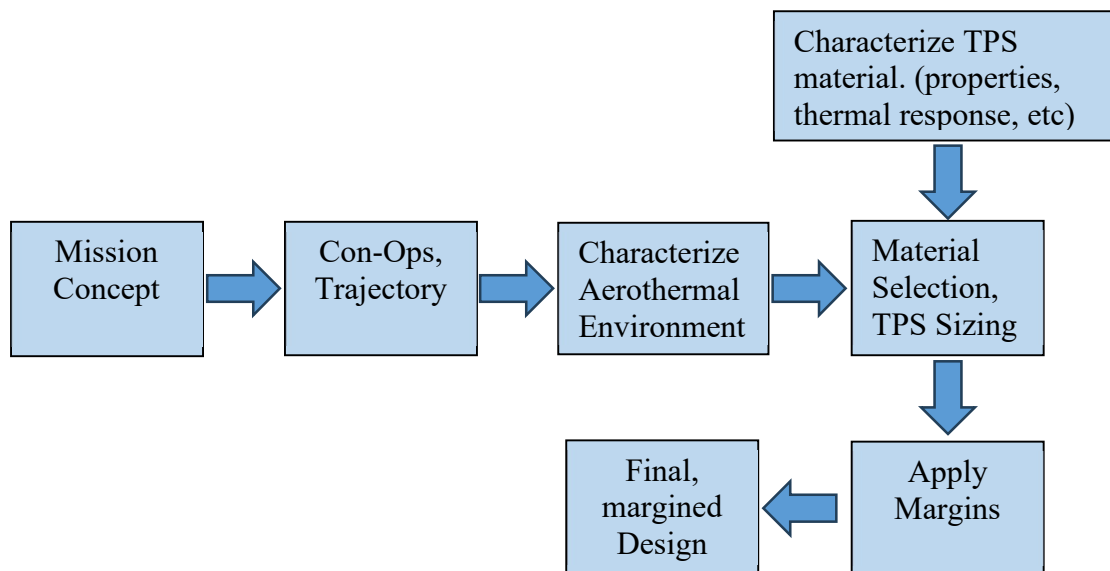 Characterize TPS
material. (properties,
thermal response, etc)
Mission
Concept
Con-Ops,
Trajectory
Characterize
Aerothermal
Environment
Material
Selection,
TPS Sizing
Final,
margined
Design
Apply
Margins